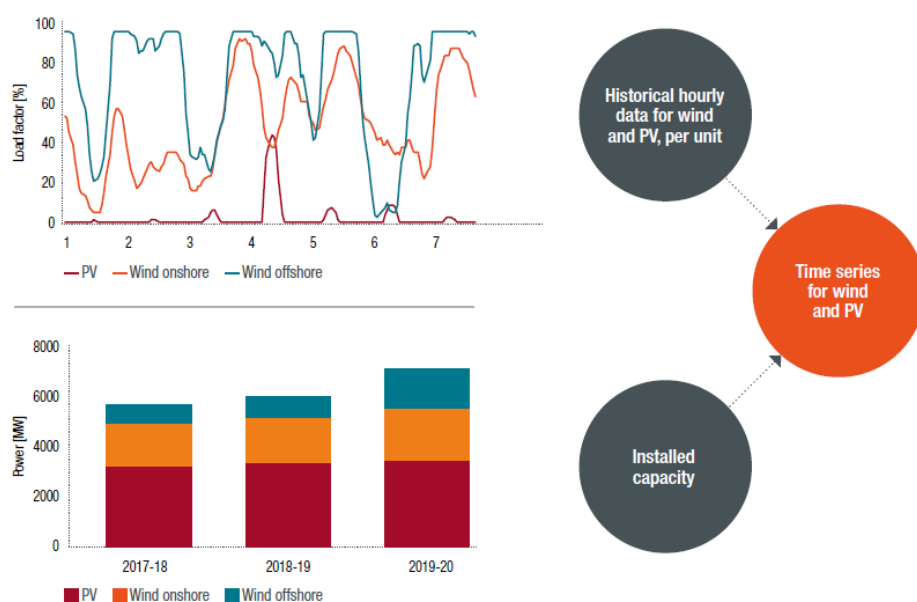 100
80
60
40
20
0
Load factor [%]
1 2 3 4 5 6 7
PV Wind onshore Wind offshore
8000
6000
4000
2000
0
Power [MW]
2017-18 2018-19 2019-20
PV Wind onshore Wind offshore
Historical hourly
data for wind
and PV, per unit
Time series
for wind
and PV
Installed
capacity